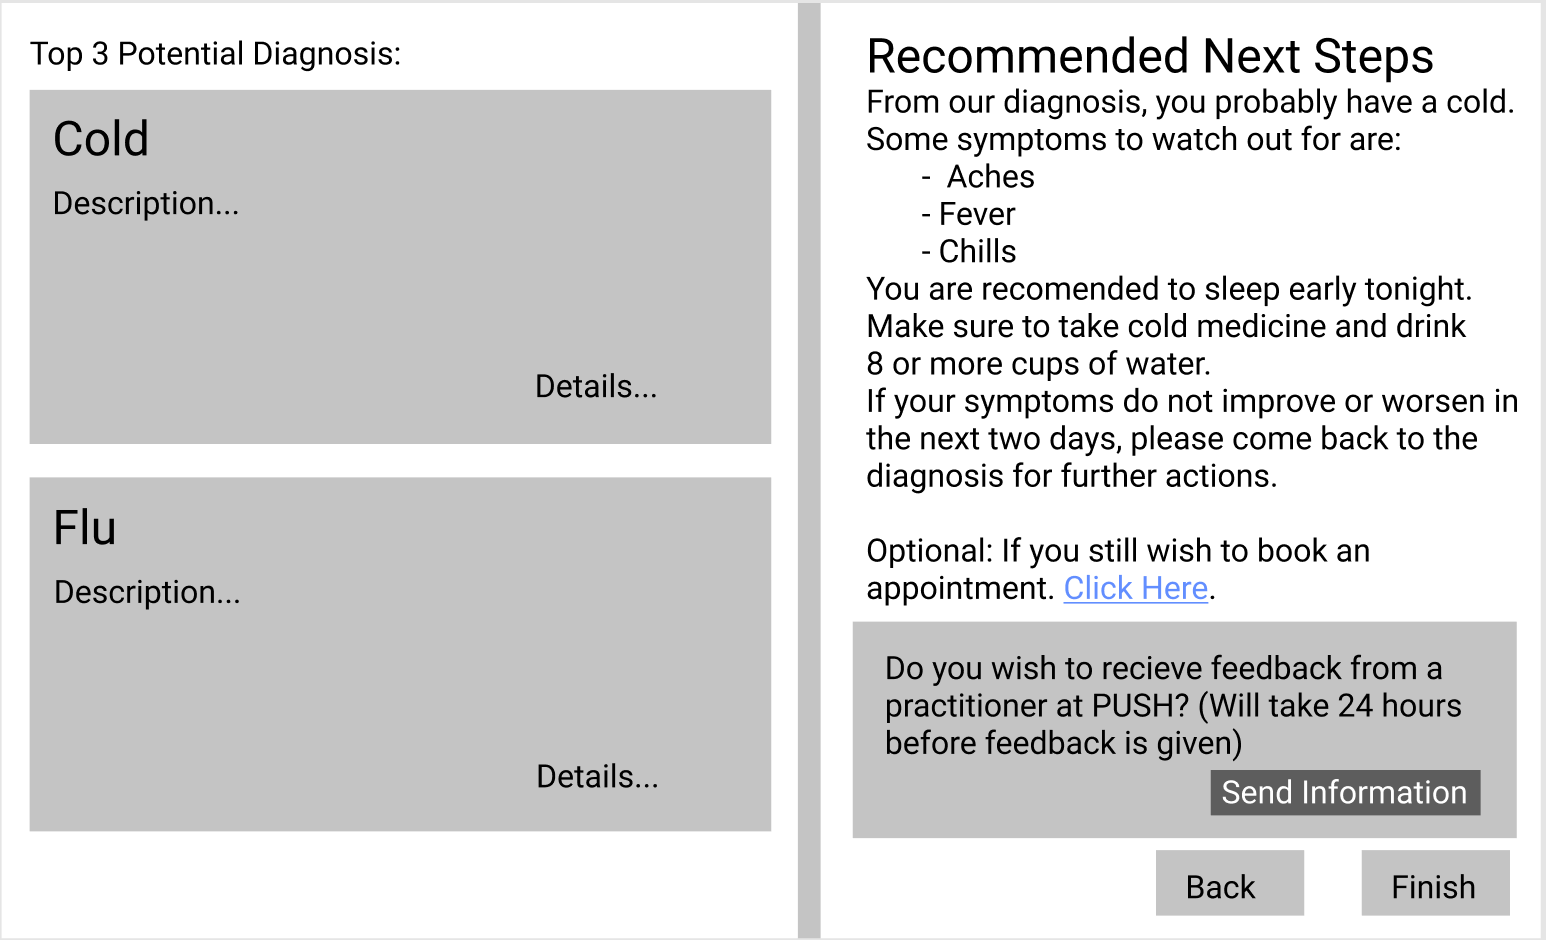 Top 3 Potential Diagnosis:
Cold
Description...
Details...
Flu
Description...
Details...
Recommended Next Steps
From our diagnosis, you probably have a cold.
Some symptoms to watch out for are:
- Aches
- Fever
- Chills
You are recomended to sleep early tonight.
Make sure to take cold medicine and drink
8 or more cups of water.
If your symptoms do not improve or worsen in
the next two days, please come back to the
diagnosis for further actions.
Optional: If you still wish to book an
appointment. Click Here.
Do you wish to recieve feedback from a
practitioner at PUSH? (Will take 24 hours
before feedback is given)
Send Information
Back
Finish